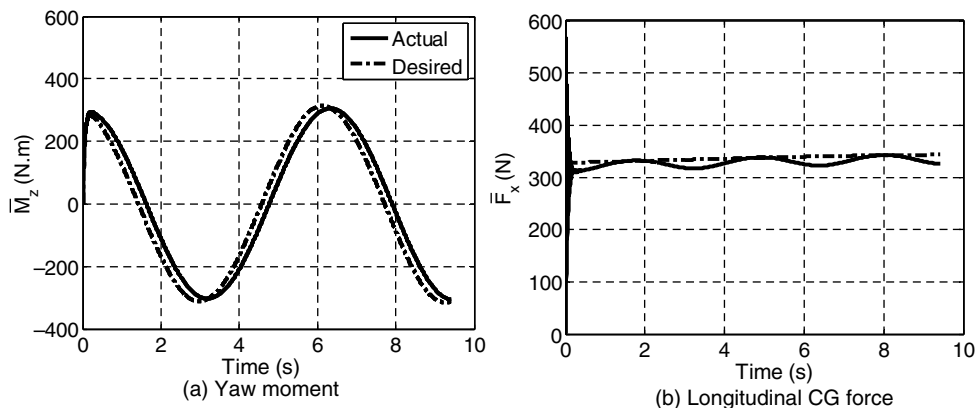 600
400
200
0
−200
−400
M̅z (N.m)
Actual
Desired
0 2 4 6 8 10
Time (s)
(a) Yaw moment
600
500
400
300
200
100
0
F̅x (N)
0 2 4 6 8 10
Time (s)
(b) Longitudinal CG force